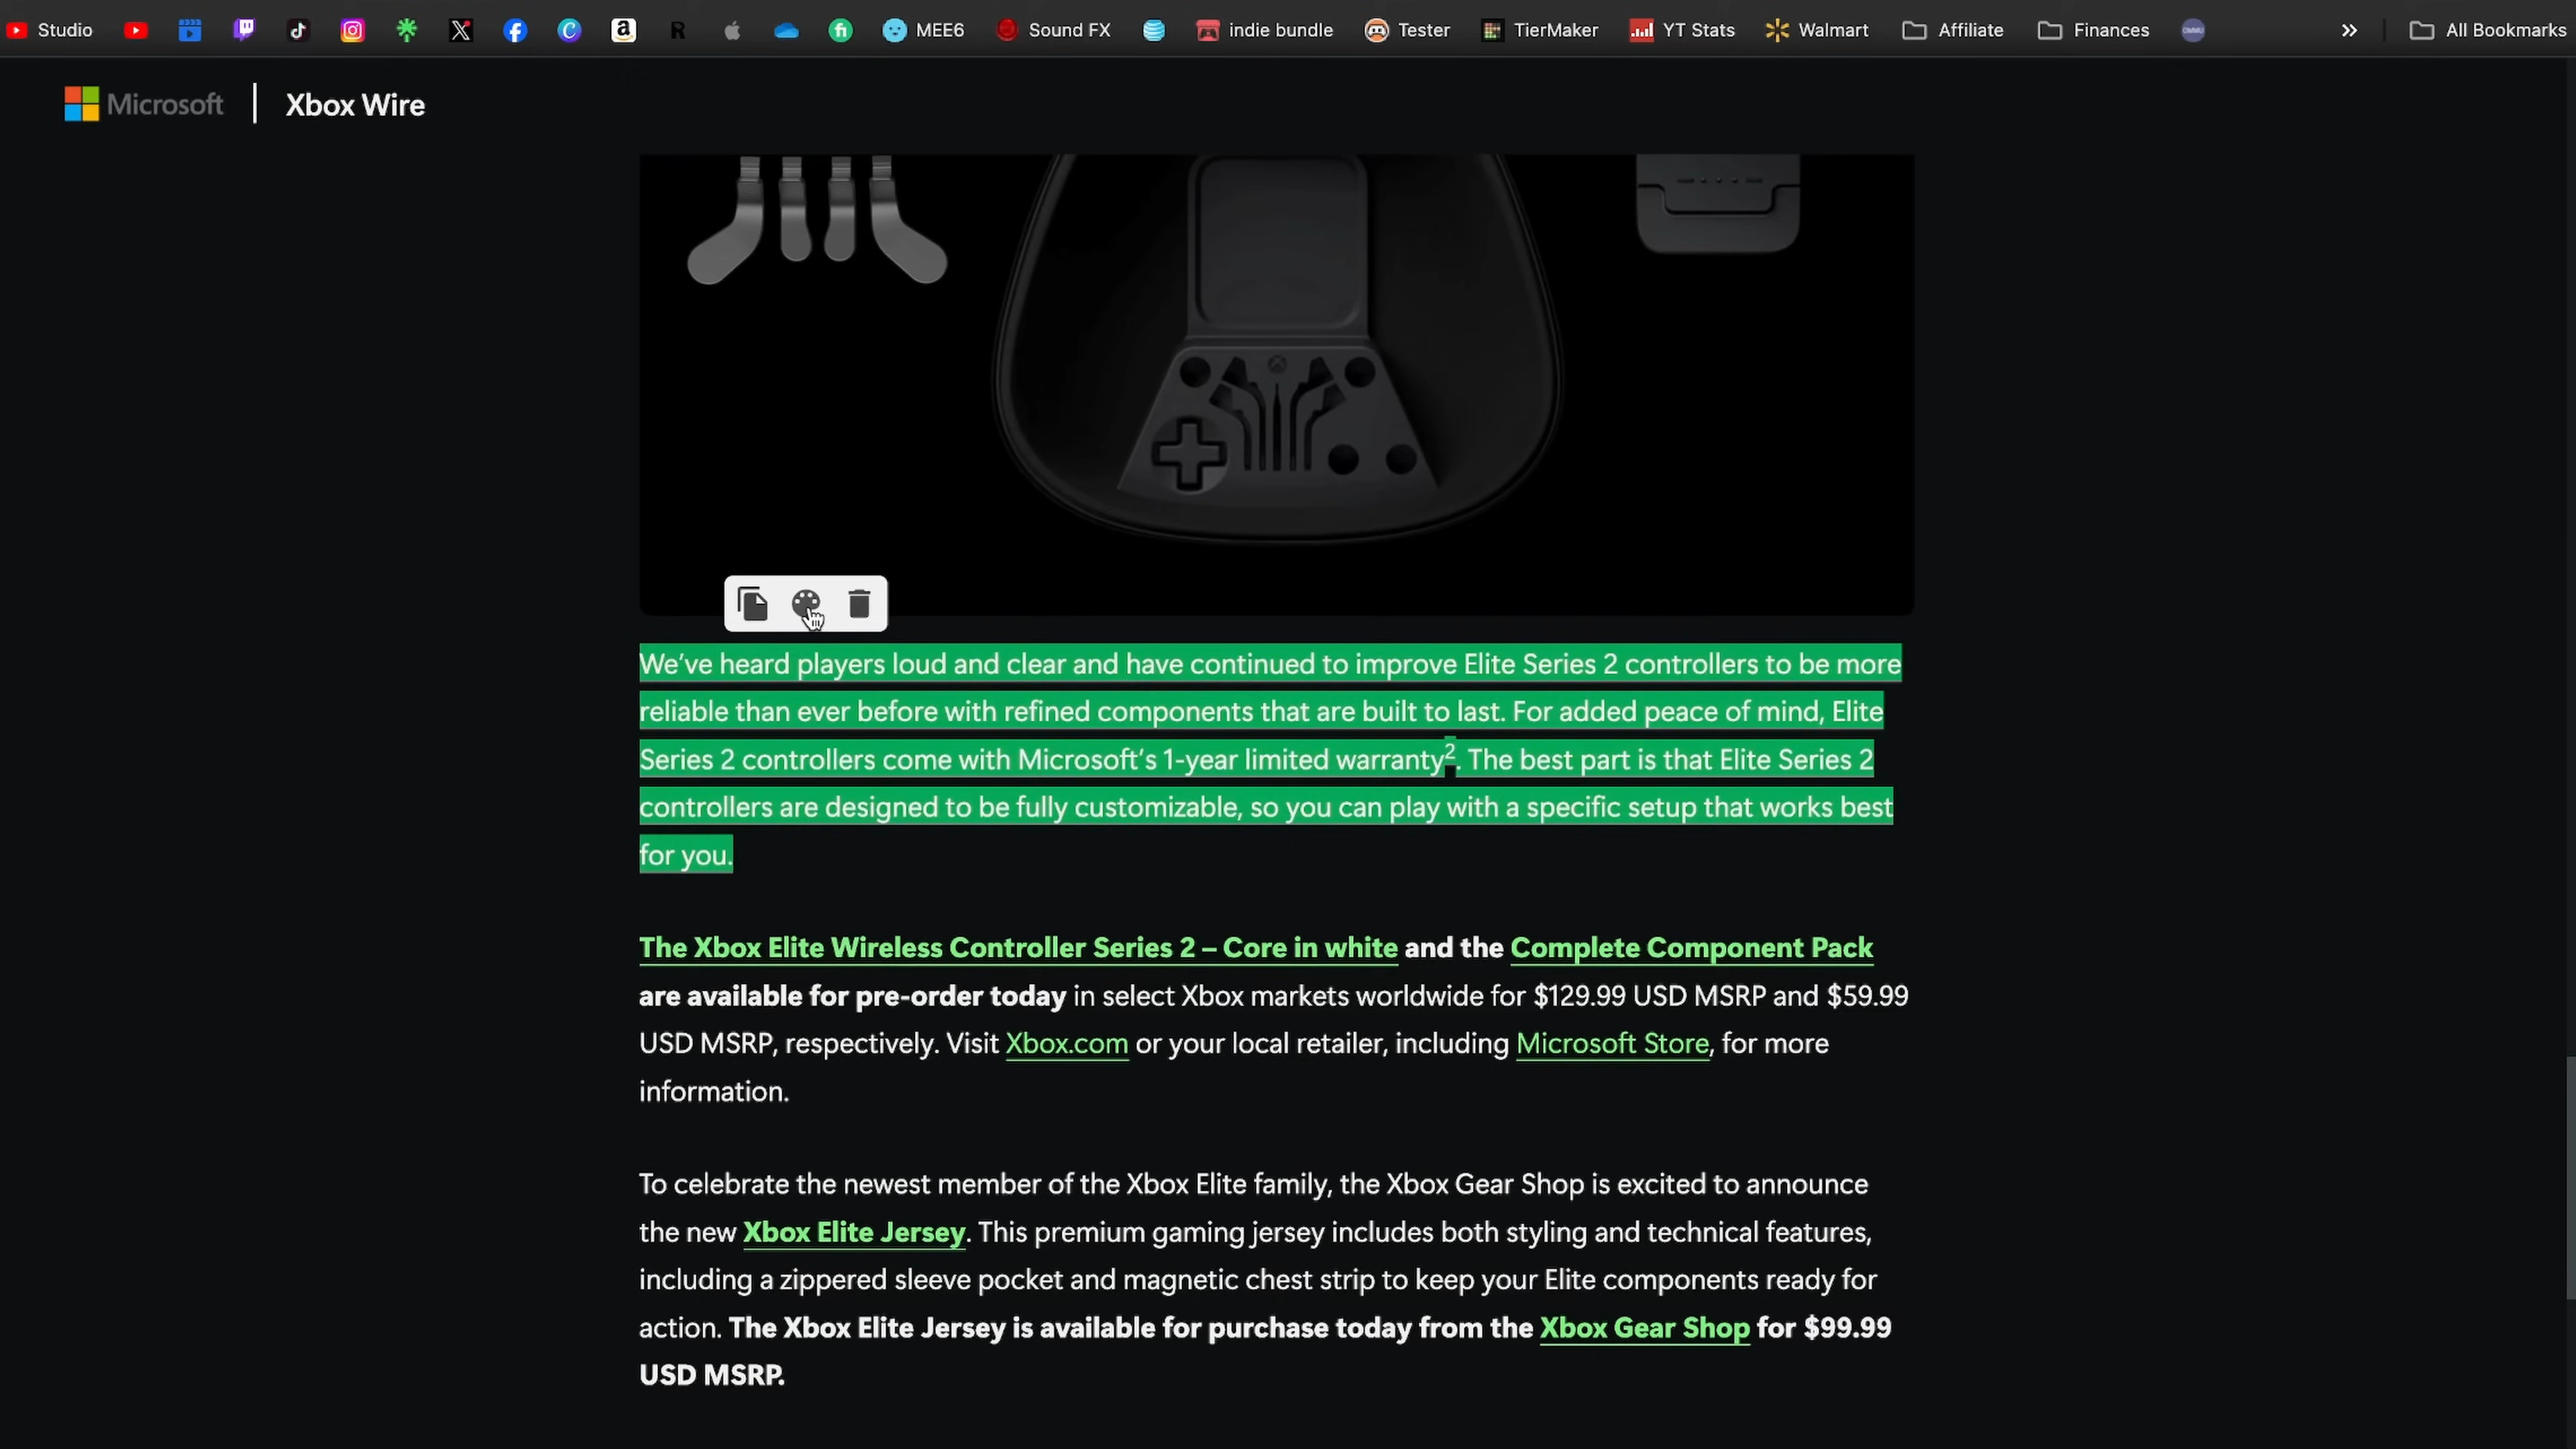 Studio MEE6 Sound FX indie bundle Tester TierMaker YT Stats Walmart Affiliate Finances » All Bookmarks
Microsoft | Xbox Wire
We've heard players loud and clear and have continued to improve Elite Series 2 controllers to be more
reliable than ever before with refined components that are built to last. For added peace of mind, Elite
Series 2 controllers come with Microsoft's 1-year limited warranty². The best part is that Elite Series 2
controllers are designed to be fully customizable, so you can play with a specific setup that works best
for you.
The Xbox Elite Wireless Controller Series 2 – Core in white and the Complete Component Pack
are available for pre-order today in select Xbox markets worldwide for $129.99 USD MSRP and $59.99
USD MSRP, respectively. Visit Xbox.com or your local retailer, including Microsoft Store, for more
information.
To celebrate the newest member of the Xbox Elite family, the Xbox Gear Shop is excited to announce
the new Xbox Elite Jersey. This premium gaming jersey includes both styling and technical features,
including a zippered sleeve pocket and magnetic chest strip to keep your Elite components ready for
action. The Xbox Elite Jersey is available for purchase today from the Xbox Gear Shop for $99.99
USD MSRP.